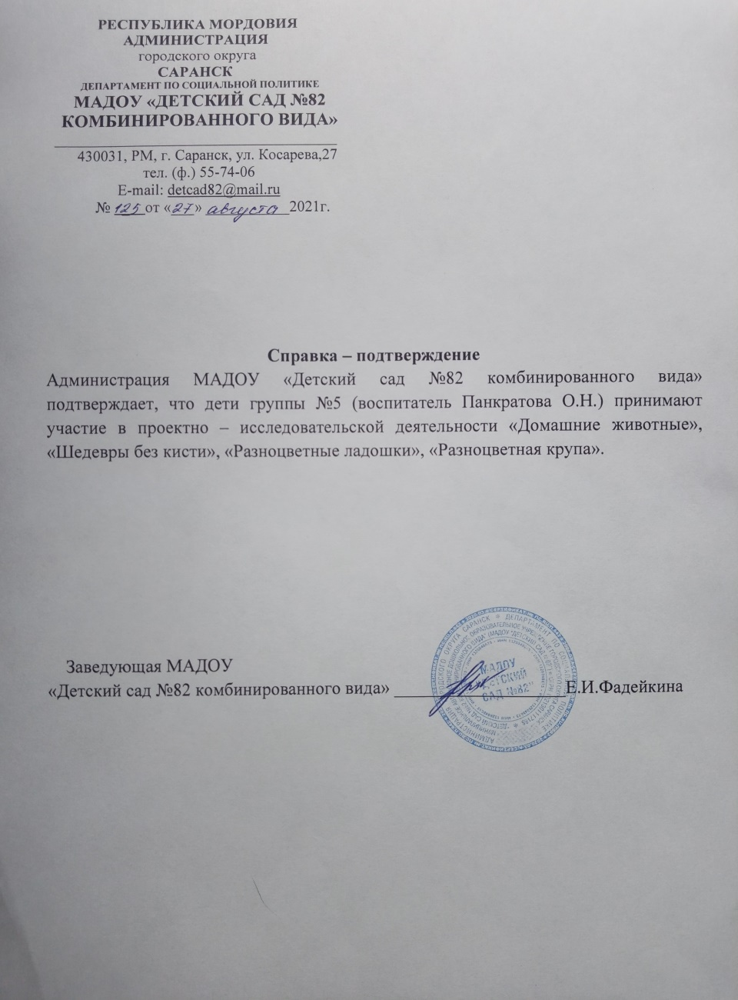 РЕСПУБЛИКА МОРДОВИЯ
АДМИНИСТРАЦИЯ
городского округа
САРАНСК
ДЕПАРТАМЕНТ ПО СОЦИАЛЬНОЙ ПОЛИТИКЕ
МАДОУ «ДЕТСКИЙ САД №82
КОМБИНИРОВАННОГО ВИДА»
430031, РМ, г. Саранск, ул. Косарева,27
тел. (ф.) 55-74-06
E-mail: detcad82@mail.ru
№ 125 от «27» августа 2021г.
Справка – подтверждение
Администрация МАДОУ «Детский сад №82 комбинированного вида»
подтверждает, что дети группы №5 (воспитатель Панкратова О.Н.) принимают
участие в проектно – исследовательской деятельности «Домашние животные»,
«Шедевры без кисти», «Разноцветные ладошки», «Разноцветная крупа».
Заведующая МАДОУ
«Детский сад №82 комбинированного вида» Е.И.Фадейкина
МАДОУ
"ДЕТСКИЙ
САД №82"